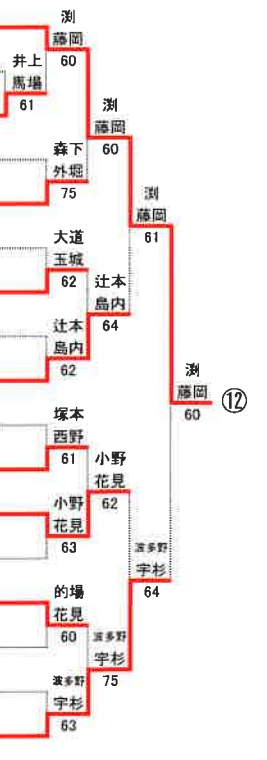 渕
藤岡
60
井上
馬場
61
渕
藤岡
60
森下
外堀
75
渕
藤岡
61
大道
玉城
62
辻本
島内
64
辻本
島内
62
渕
藤岡
60
⑫
塚本
西野
61
小野
花見
62
小野
花見
63
波多野
宇杉
64
的場
花見
60
波多野
宇杉
75
波多野
宇杉
63